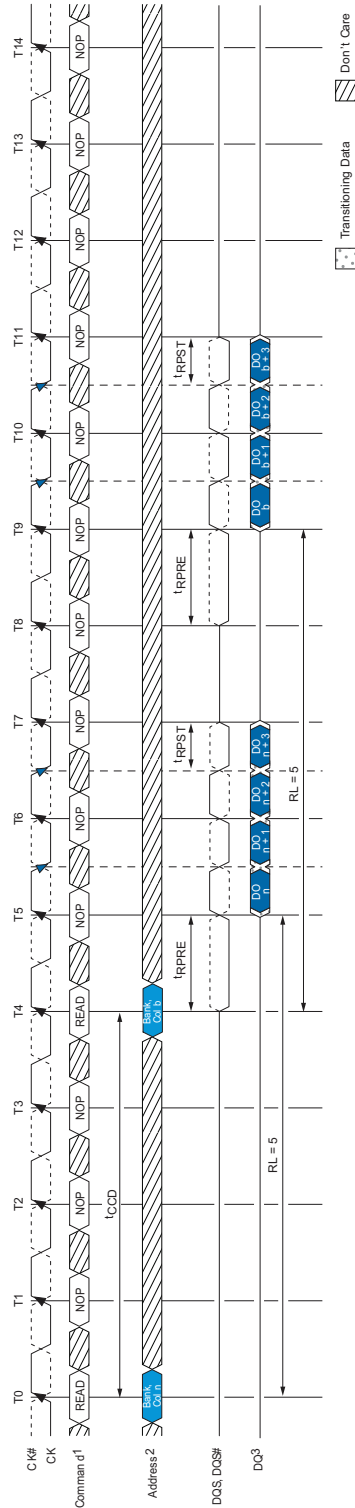 T0 T1 T2 T3 T4 T5 T6 T7 T8 T9 T10 T11 T12 T13 T14
CK#
CK
Command1 READ NOP NOP NOP READ NOP NOP NOP NOP NOP NOP NOP NOP NOP NOP
tCCD
Address2 Bank, Col n Bank, Col b
tRPRE tRPST tRPRE tRPST
DQS, DQS#
DQ3 DO n DO n + 1 DO n + 2 DO n + 3 DO b DO b + 1 DO b + 2 DO b + 3
RL = 5 RL = 5
Transitioning Data Don't Care